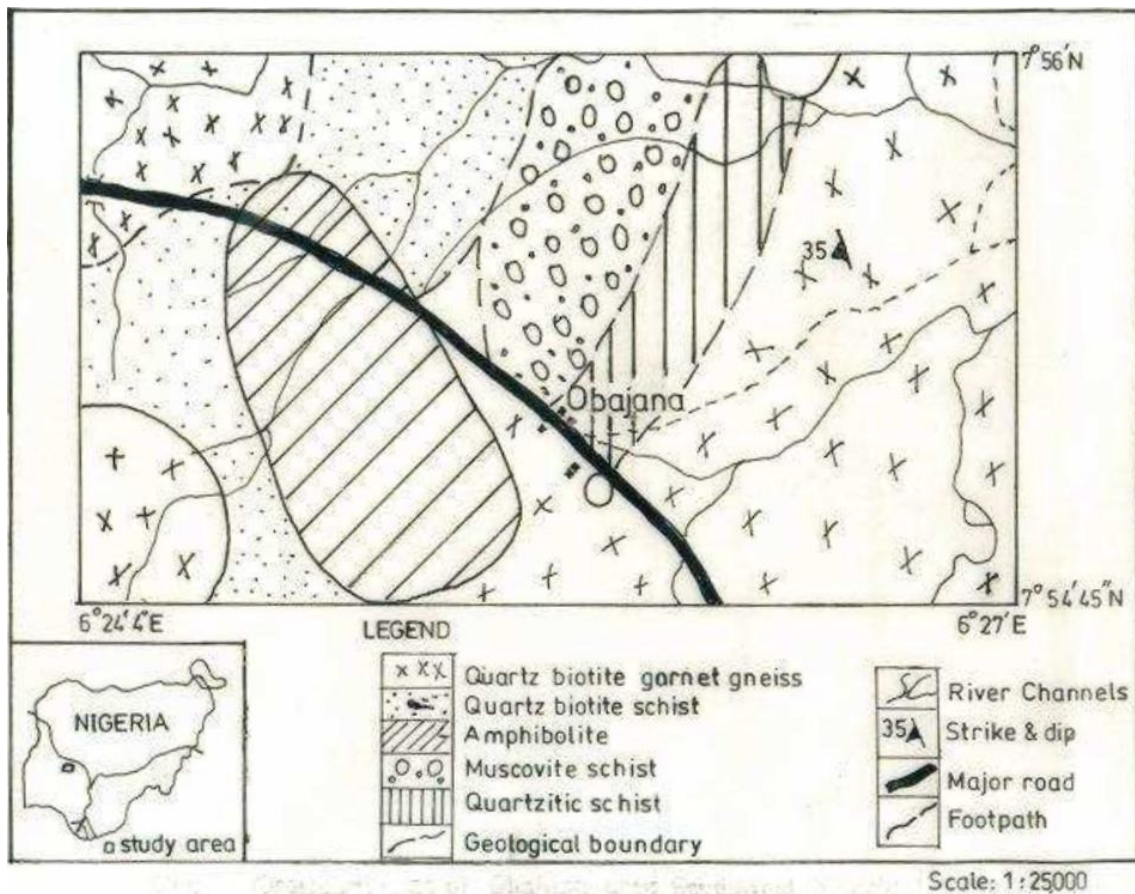 7°56'N
35
Obajana
7°54'45"N
6°24'4"E
6°27'E
LEGEND
Quartz biotite garnet gneiss
Quartz biotite schist
Amphibolite
Muscovite schist
Quartzitic schist
Geological boundary
River Channels
35 Strike & dip
Major road
Footpath
NIGERIA
study area
Scale: 1:25000